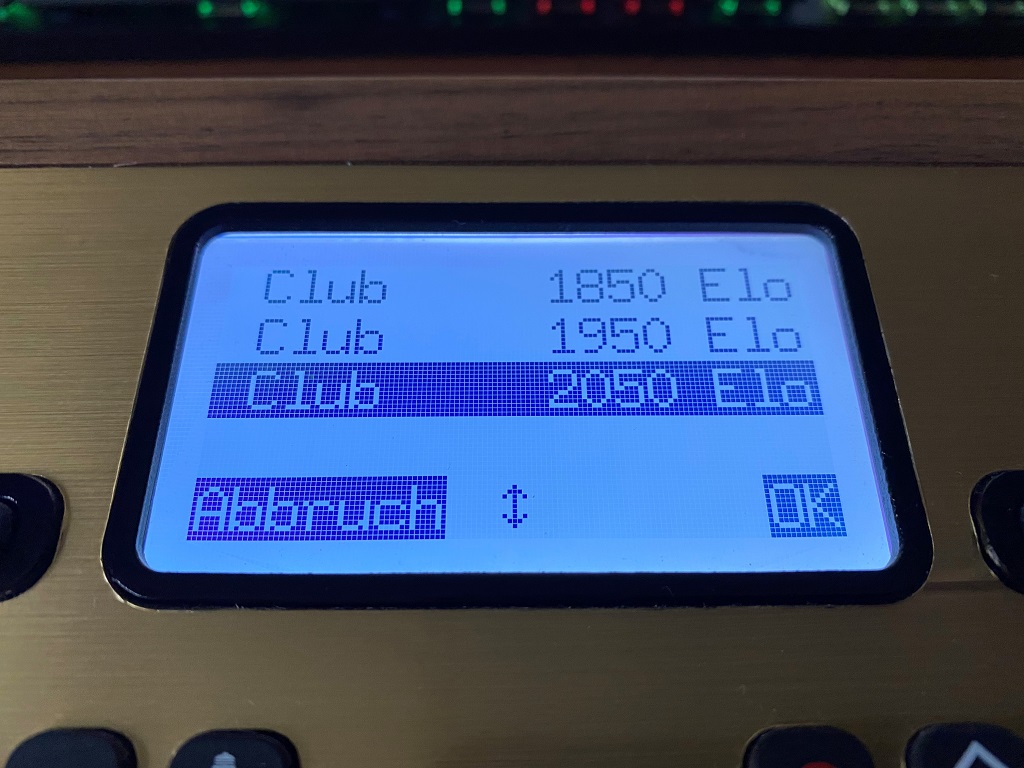 Club 1850 Elo
Club 1950 Elo
Club 2050 Elo
Abbruch ↕ OK